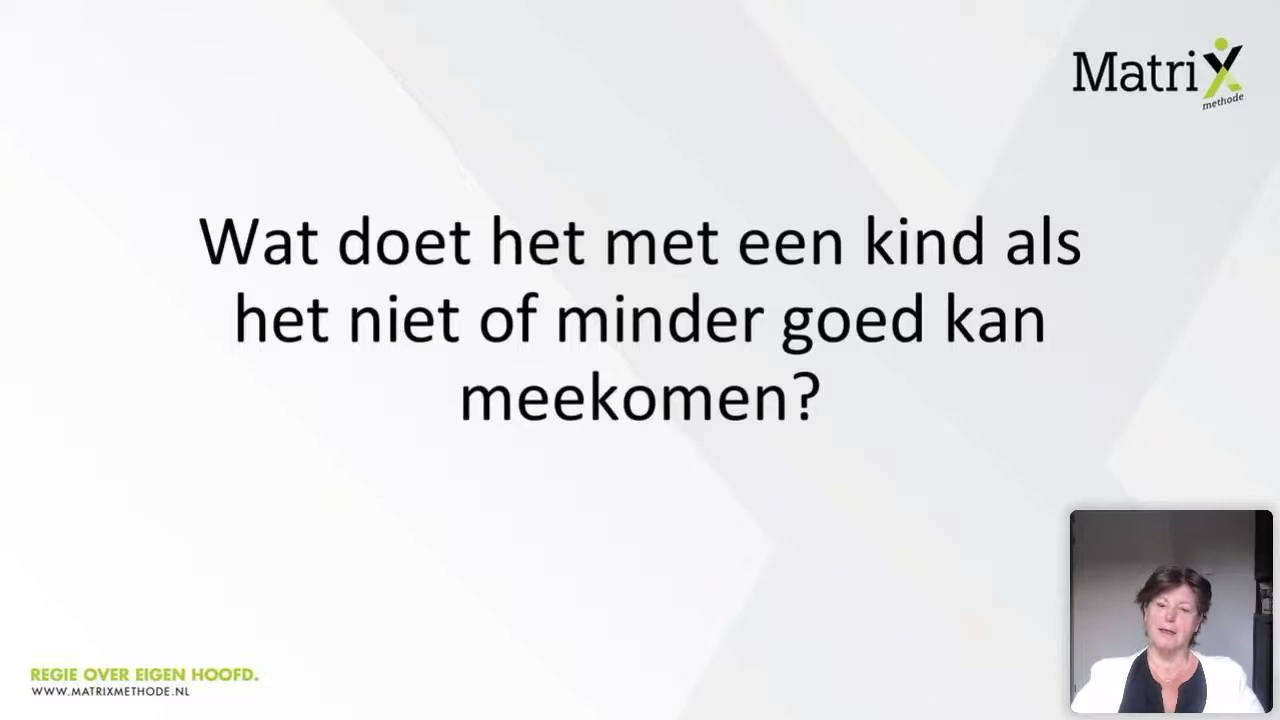 MatriX
methode
Wat doet het met een kind als
het niet of minder goed kan
meekomen?
REGIE OVER EIGEN HOOFD.
WWW.MATRIXMETHODE.NL